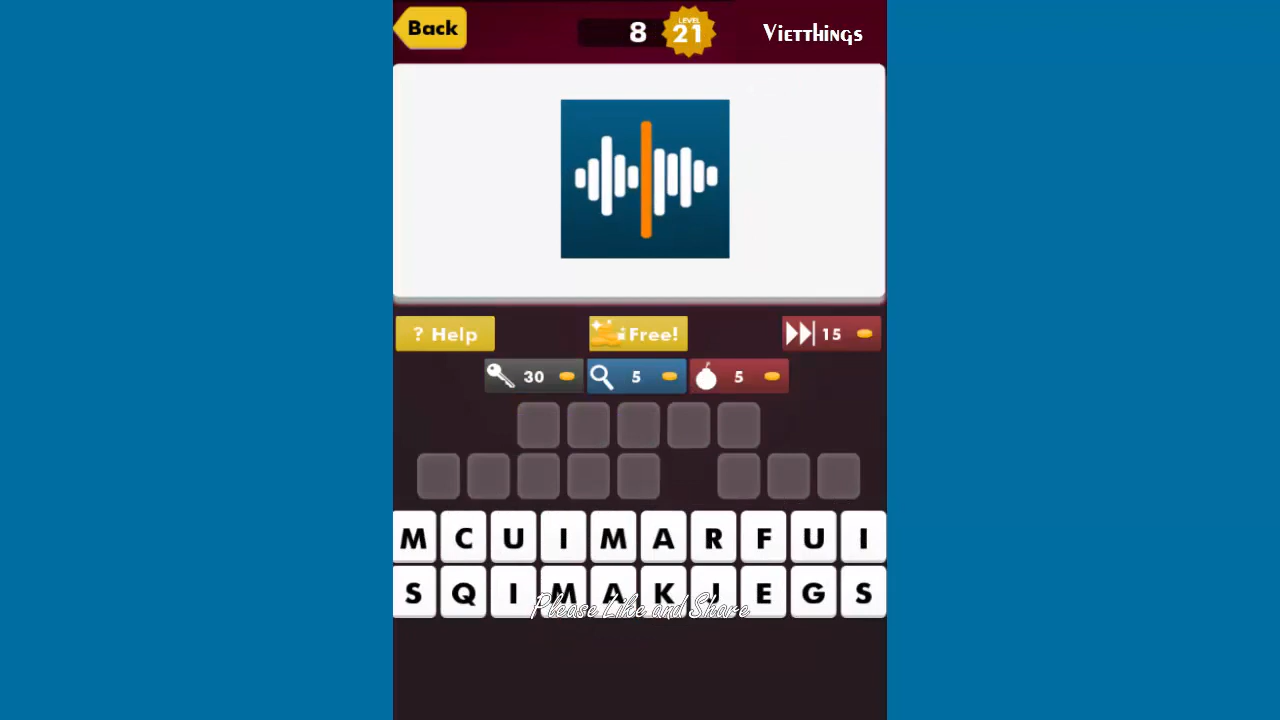 Back
8
LEVEL
21
Vietthings
? Help
Free!
15
30
5
5
M C U I M A R F U I
S Q I M A K J E G S
Please Like and Share